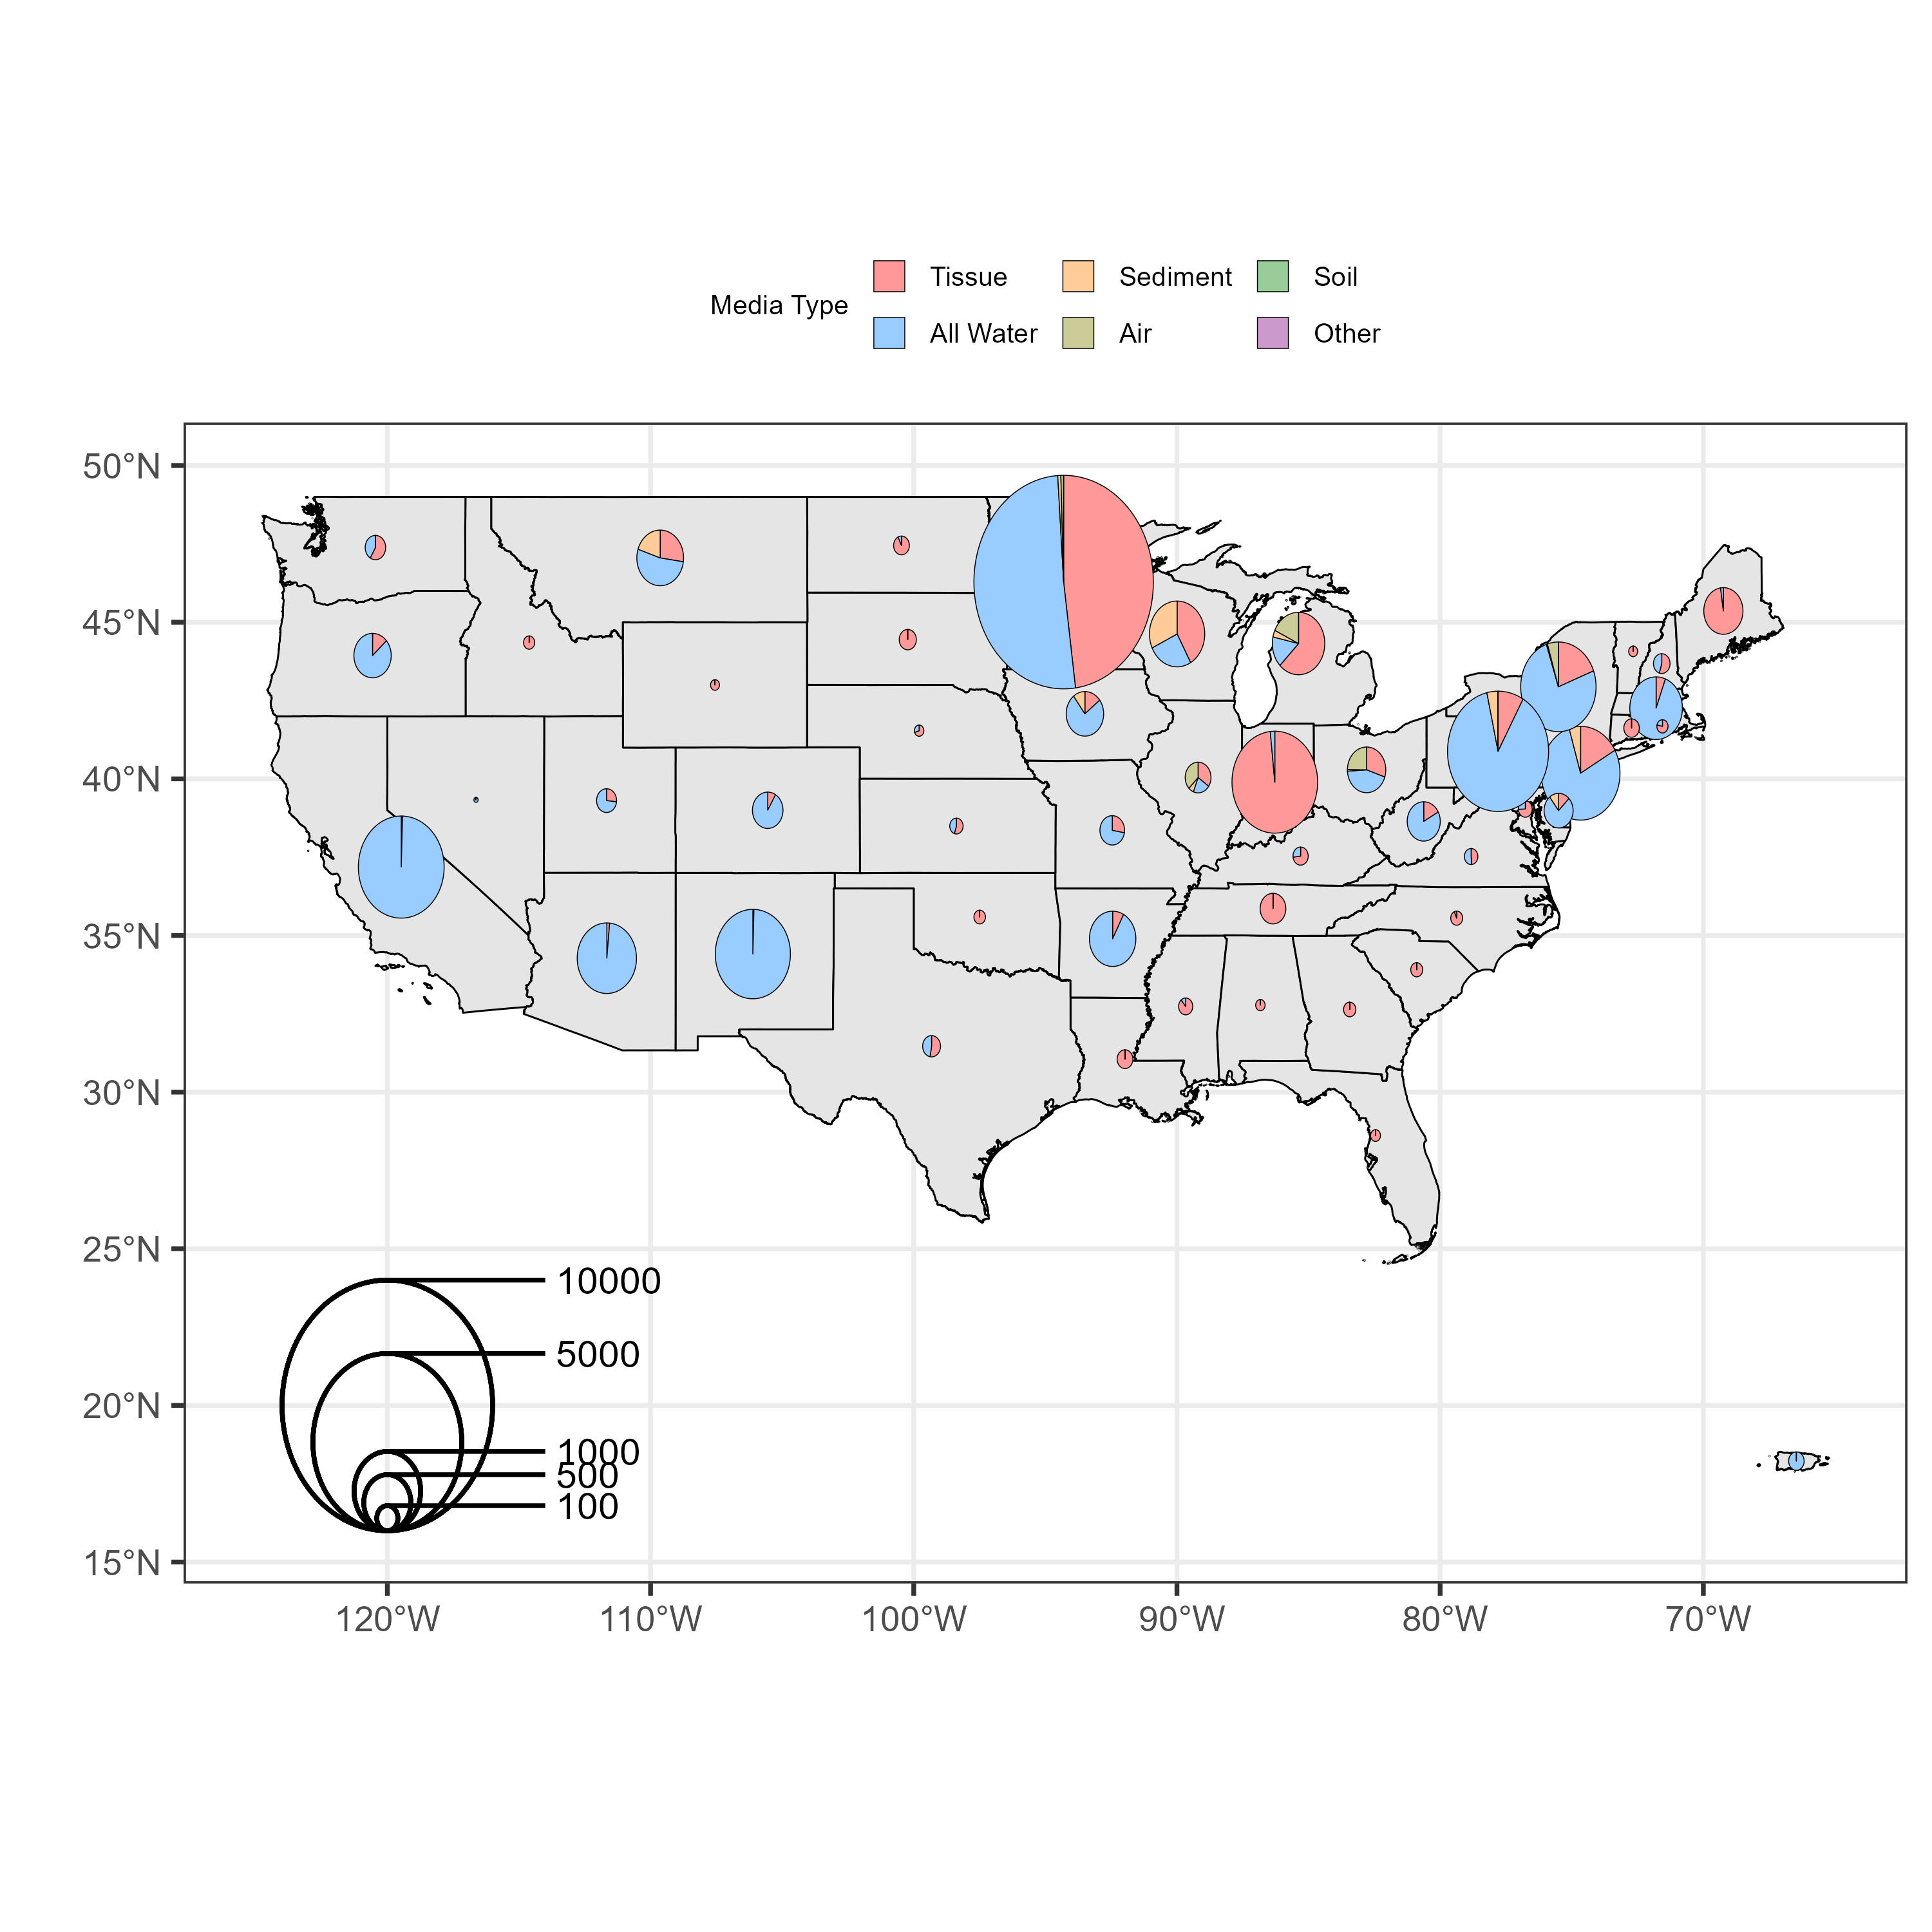 Tissue Sediment Soil
Media Type
All Water Air Other
50°N
45°N
40°N
35°N
30°N
25°N
10000
5000
20°N
1000
500
100
15°N
120°W 110°W 100°W 90°W 80°W 70°W